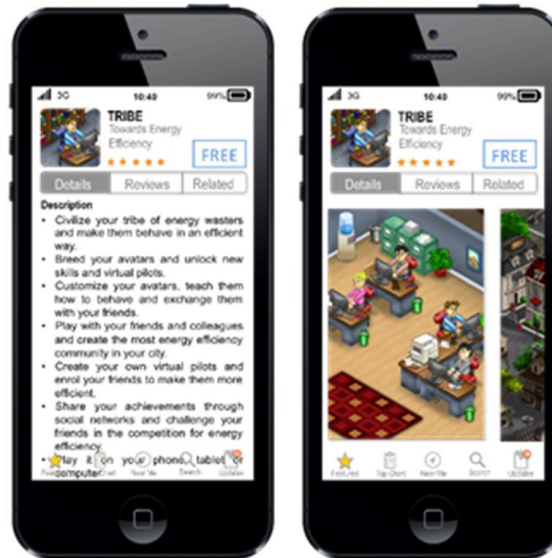 3G 10:40 99%
TRIBE
Towards Energy
Efficiency
FREE
Details Reviews Related
Description
• Civilize your tribe of energy wasters
and make them behave in an efficient
way.
• Breed your avatars and unlock new
skills and virtual pilots.
• Customize your avatars, teach them
how to behave and exchange them
with your friends.
• Play with your friends and colleagues
and create the most energy efficiency
community in your city.
• Create your own virtual pilots and
enrol your friends to make them more
efficient.
• Share your achievements through
social networks and challenge your
friends in the competition for energy
efficiency.
• Play it on your phone, tablet or
computer.
Near Me Search Updates
3G 10:40 99%
TRIBE
Towards Energy
Efficiency
FREE
Details Reviews Related
Featured Top Chart Near Me Search Updates